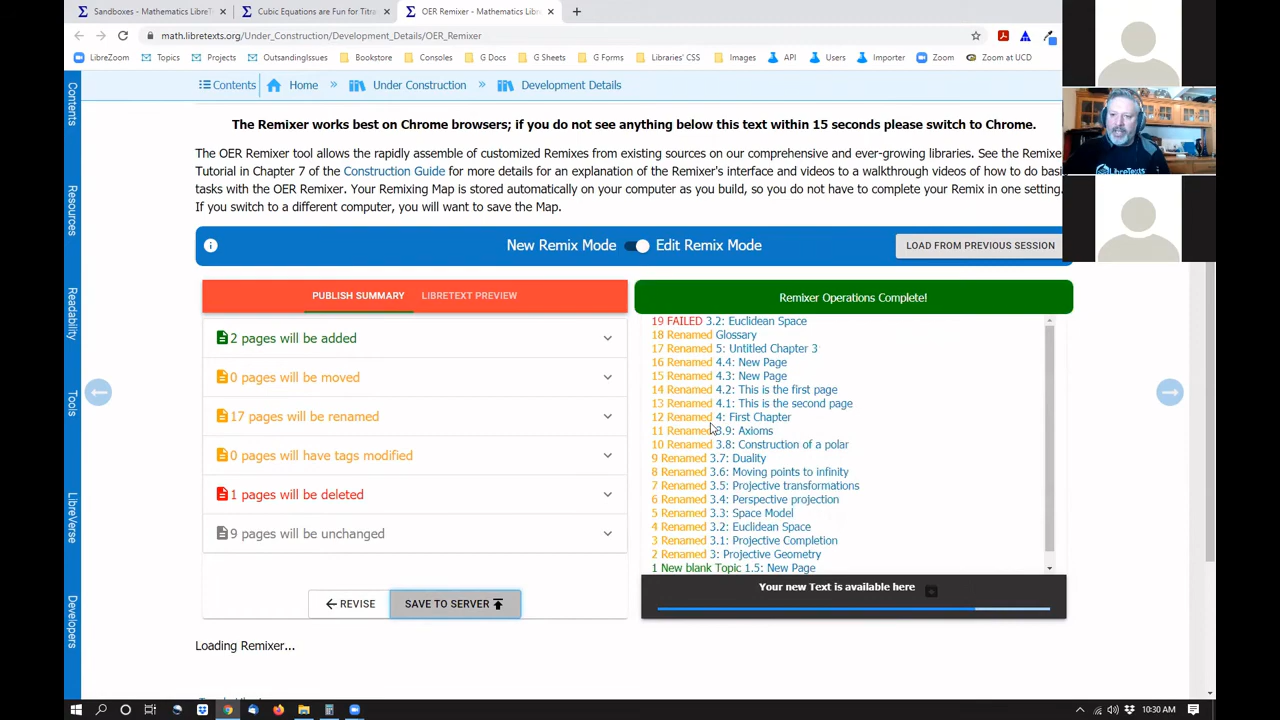 Sandboxes - Mathematics LibreT
Cubic Equations are Fun for Titra
OER Remixer - Mathematics Libr
math.libretexts.org/Under_Construction/Development_Details/OER_Remixer
LibreZoom
Topics
Projects
OutsandingIssues
Bookstore
Consoles
G Docs
G Sheets
G Forms
Libraries' CSS
Images
API
Users
Importer
Zoom
Zoom at UCD
Contents
Home
»
Under Construction
»
Development Details
Contents
Resources
Readability
Tools
LibreVerse
Developers
The Remixer works best on Chrome browsers; if you do not see anything below this text within 15 seconds please switch to Chrome.
The OER Remixer tool allows the rapidly assemble of customized Remixes from existing sources on our comprehensive and ever-growing libraries. See the Remixe
Tutorial in Chapter 7 of the Construction Guide for more details for an explanation of the Remixer's interface and videos to a walkthrough videos of how to do basi
tasks with the OER Remixer. Your Remixing Map is stored automatically on your computer as you build, so you do not have to complete your Remix in one setting.
If you switch to a different computer, you will want to save the Map.
New Remix Mode
Edit Remix Mode
LOAD FROM PREVIOUS SESSION
PUBLISH SUMMARY
LIBRETEXT PREVIEW
2 pages will be added
0 pages will be moved
17 pages will be renamed
0 pages will have tags modified
1 pages will be deleted
9 pages will be unchanged
REVISE
SAVE TO SERVER
Remixer Operations Complete!
19 FAILED 3.2: Euclidean Space
18 Renamed Glossary
17 Renamed 5: Untitled Chapter 3
16 Renamed 4.4: New Page
15 Renamed 4.3: New Page
14 Renamed 4.2: This is the first page
13 Renamed 4.1: This is the second page
12 Renamed 4: First Chapter
11 Renamed 3.9: Axioms
10 Renamed 3.8: Construction of a polar
9 Renamed 3.7: Duality
8 Renamed 3.6: Moving points to infinity
7 Renamed 3.5: Projective transformations
6 Renamed 3.4: Perspective projection
5 Renamed 3.3: Space Model
4 Renamed 3.2: Euclidean Space
3 Renamed 3.1: Projective Completion
2 Renamed 3: Projective Geometry
1 New blank Topic 1.5: New Page
Your new Text is available here
Loading Remixer...
LibreTexts
10:30 AM